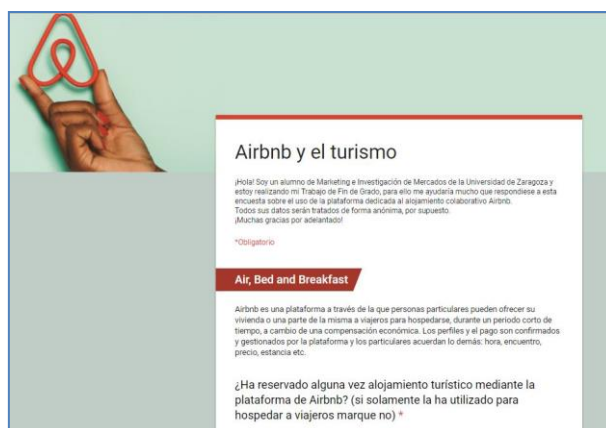 Airbnb y el turismo
¡Hola! Soy un alumno de Marketing e Investigación de Mercados de la Universidad de Zaragoza y
estoy realizando mi Trabajo de Fin de Grado, para ello me ayudaría mucho que respondiese a esta
encuesta sobre el uso de la plataforma dedicada al alojamiento colaborativo Airbnb.
Todos sus datos serán tratados de forma anónima, por supuesto.
¡Muchas gracias por adelantado!
*Obligatorio
Air, Bed and Breakfast
Airbnb es una plataforma a través de la que personas particulares pueden ofrecer su
vivienda o una parte de la misma a viajeros para hospedarse, durante un periodo corto de
tiempo, a cambio de una compensación económica. Los perfiles y el pago son confirmados
y gestionados por la plataforma y los particulares acuerdan lo demás: hora, encuentro,
precio, estancia etc.
¿Ha reservado alguna vez alojamiento turístico mediante la
plataforma de Airbnb? (si solamente la ha utilizado para
hospedar a viajeros marque no) *